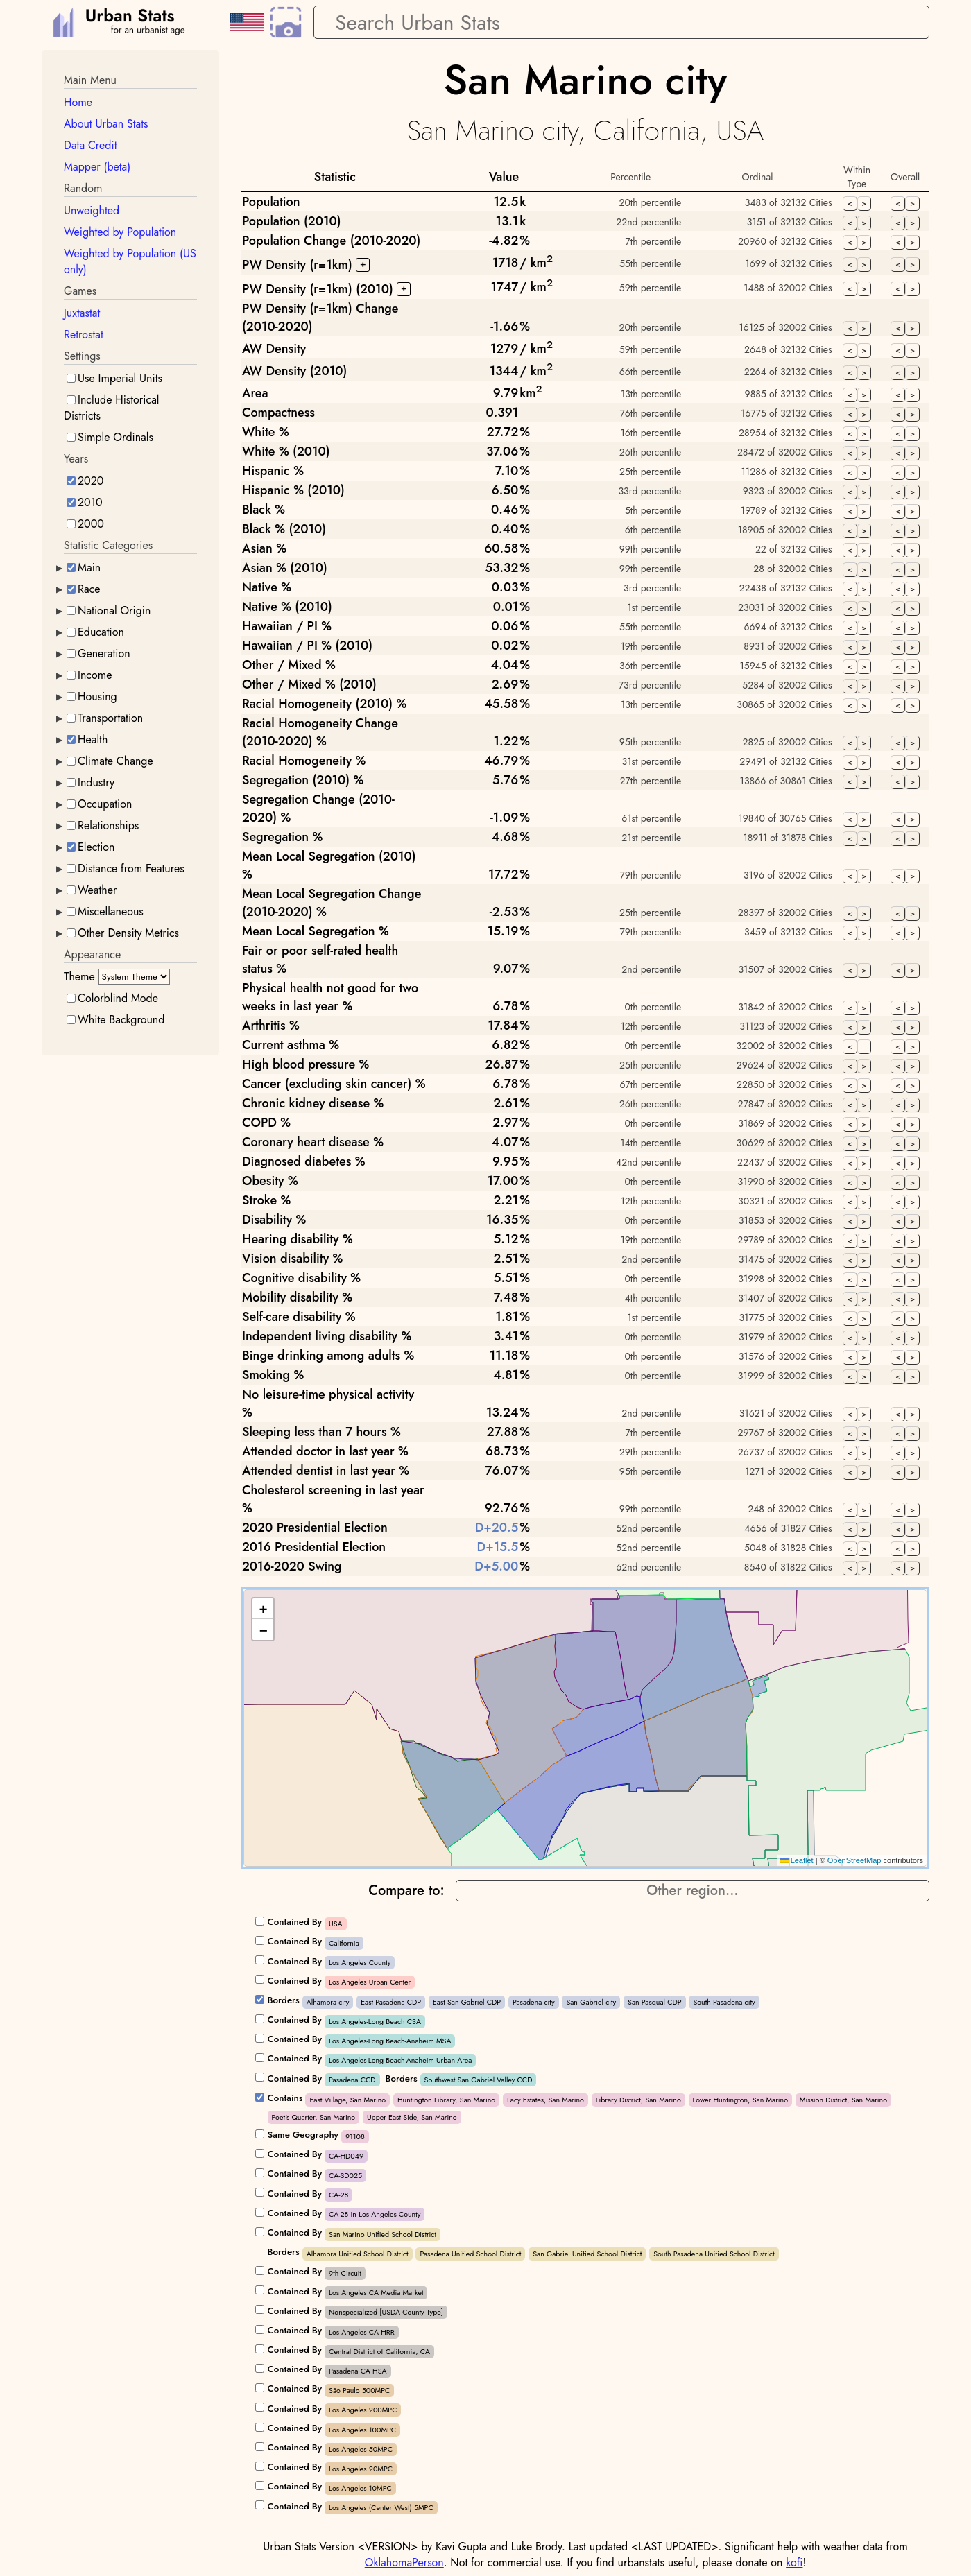 Urban Stats
for an urbanist age
Search Urban Stats
Main Menu
Home
About Urban Stats
Data Credit
Mapper (beta)
Random
Unweighted
Weighted by Population
Weighted by Population (US
only)
Games
Juxtastat
Retrostat
Settings
Use Imperial Units
Include Historical
Districts
Simple Ordinals
Years
2020
2010
2000
Statistic Categories
Main
Race
National Origin
Education
Generation
Income
Housing
Transportation
Health
Climate Change
Industry
Occupation
Relationships
Election
Distance from Features
Weather
Miscellaneous
Other Density Metrics
Appearance
Theme System Theme
Colorblind Mode
White Background
San Marino city
San Marino city, California, USA
Statistic Value Percentile Ordinal Within Type Overall
Population 12.5k 20th percentile 3483 of 32132 Cities < > < >
Population (2010) 13.1k 22nd percentile 3151 of 32132 Cities < > < >
Population Change (2010-2020) -4.82% 7th percentile 20960 of 32132 Cities < > < >
PW Density (r=1km) + 1718/ km2 55th percentile 1699 of 32132 Cities < > < >
PW Density (r=1km) (2010) + 1747/ km2 59th percentile 1488 of 32002 Cities < > < >
PW Density (r=1km) Change
(2010-2020) -1.66% 20th percentile 16125 of 32002 Cities < > < >
AW Density 1279/ km2 59th percentile 2648 of 32132 Cities < > < >
AW Density (2010) 1344/ km2 66th percentile 2264 of 32132 Cities < > < >
Area 9.79km2 13th percentile 9885 of 32132 Cities < > < >
Compactness 0.391 76th percentile 16775 of 32132 Cities < > < >
White % 27.72% 16th percentile 28954 of 32132 Cities < > < >
White % (2010) 37.06% 26th percentile 28472 of 32002 Cities < > < >
Hispanic % 7.10% 25th percentile 11286 of 32132 Cities < > < >
Hispanic % (2010) 6.50% 33rd percentile 9323 of 32002 Cities < > < >
Black % 0.46% 5th percentile 19789 of 32132 Cities < > < >
Black % (2010) 0.40% 6th percentile 18905 of 32002 Cities < > < >
Asian % 60.58% 99th percentile 22 of 32132 Cities < > < >
Asian % (2010) 53.32% 99th percentile 28 of 32002 Cities < > < >
Native % 0.03% 3rd percentile 22438 of 32132 Cities < > < >
Native % (2010) 0.01% 1st percentile 23031 of 32002 Cities < > < >
Hawaiian / PI % 0.06% 55th percentile 6694 of 32132 Cities < > < >
Hawaiian / PI % (2010) 0.02% 19th percentile 8931 of 32002 Cities < > < >
Other / Mixed % 4.04% 36th percentile 15945 of 32132 Cities < > < >
Other / Mixed % (2010) 2.69% 73rd percentile 5284 of 32002 Cities < > < >
Racial Homogeneity (2010) % 45.58% 13th percentile 30865 of 32002 Cities < > < >
Racial Homogeneity Change
(2010-2020) % 1.22% 95th percentile 2825 of 32002 Cities < > < >
Racial Homogeneity % 46.79% 31st percentile 29491 of 32132 Cities < > < >
Segregation (2010) % 5.76% 27th percentile 13866 of 30861 Cities < > < >
Segregation Change (2010-
2020) % -1.09% 61st percentile 19840 of 30765 Cities < > < >
Segregation % 4.68% 21st percentile 18911 of 31878 Cities < > < >
Mean Local Segregation (2010)
% 17.72% 79th percentile 3196 of 32002 Cities < > < >
Mean Local Segregation Change
(2010-2020) % -2.53% 25th percentile 28397 of 32002 Cities < > < >
Mean Local Segregation % 15.19% 79th percentile 3459 of 32132 Cities < > < >
Fair or poor self-rated health
status % 9.07% 2nd percentile 31507 of 32002 Cities < > < >
Physical health not good for two
weeks in last year % 6.78% 0th percentile 31842 of 32002 Cities < > < >
Arthritis % 17.84% 12th percentile 31123 of 32002 Cities < > < >
Current asthma % 6.82% 0th percentile 32002 of 32002 Cities < < >
High blood pressure % 26.87% 25th percentile 29624 of 32002 Cities < > < >
Cancer (excluding skin cancer) % 6.78% 67th percentile 22850 of 32002 Cities < > < >
Chronic kidney disease % 2.61% 26th percentile 27847 of 32002 Cities < > < >
COPD % 2.97% 0th percentile 31869 of 32002 Cities < > < >
Coronary heart disease % 4.07% 14th percentile 30629 of 32002 Cities < > < >
Diagnosed diabetes % 9.95% 42nd percentile 22437 of 32002 Cities < > < >
Obesity % 17.00% 0th percentile 31990 of 32002 Cities < > < >
Stroke % 2.21% 12th percentile 30321 of 32002 Cities < > < >
Disability % 16.35% 0th percentile 31853 of 32002 Cities < > < >
Hearing disability % 5.12% 19th percentile 29789 of 32002 Cities < > < >
Vision disability % 2.51% 2nd percentile 31475 of 32002 Cities < > < >
Cognitive disability % 5.51% 0th percentile 31998 of 32002 Cities < > < >
Mobility disability % 7.48% 4th percentile 31407 of 32002 Cities < > < >
Self-care disability % 1.81% 1st percentile 31775 of 32002 Cities < > < >
Independent living disability % 3.41% 0th percentile 31979 of 32002 Cities < > < >
Binge drinking among adults % 11.18% 0th percentile 31576 of 32002 Cities < > < >
Smoking % 4.81% 0th percentile 31999 of 32002 Cities < > < >
No leisure-time physical activity
% 13.24% 2nd percentile 31621 of 32002 Cities < > < >
Sleeping less than 7 hours % 27.88% 7th percentile 29767 of 32002 Cities < > < >
Attended doctor in last year % 68.73% 29th percentile 26737 of 32002 Cities < > < >
Attended dentist in last year % 76.07% 95th percentile 1271 of 32002 Cities < > < >
Cholesterol screening in last year
% 92.76% 99th percentile 248 of 32002 Cities < > < >
2020 Presidential Election D+20.5% 52nd percentile 4656 of 31827 Cities < > < >
2016 Presidential Election D+15.5% 52nd percentile 5048 of 31828 Cities < > < >
2016-2020 Swing D+5.00% 62nd percentile 8540 of 31822 Cities < > < >
+
−
Leaflet | © OpenStreetMap contributors
Compare to: Other region...
Contained By USA
Contained By California
Contained By Los Angeles County
Contained By Los Angeles Urban Center
Borders Alhambra city East Pasadena CDP East San Gabriel CDP Pasadena city San Gabriel city San Pasqual CDP South Pasadena city
Contained By Los Angeles-Long Beach CSA
Contained By Los Angeles-Long Beach-Anaheim MSA
Contained By Los Angeles-Long Beach-Anaheim Urban Area
Contained By Pasadena CCD Borders Southwest San Gabriel Valley CCD
Contains East Village, San Marino Huntington Library, San Marino Lacy Estates, San Marino Library District, San Marino Lower Huntington, San Marino Mission District, San Marino
Poet's Quarter, San Marino Upper East Side, San Marino
Same Geography 91108
Contained By CA-HD049
Contained By CA-SD025
Contained By CA-28
Contained By CA-28 in Los Angeles County
Contained By San Marino Unified School District
Borders Alhambra Unified School District Pasadena Unified School District San Gabriel Unified School District South Pasadena Unified School District
Contained By 9th Circuit
Contained By Los Angeles CA Media Market
Contained By Nonspecialized [USDA County Type]
Contained By Los Angeles CA HRR
Contained By Central District of California, CA
Contained By Pasadena CA HSA
Contained By São Paulo 500MPC
Contained By Los Angeles 200MPC
Contained By Los Angeles 100MPC
Contained By Los Angeles 50MPC
Contained By Los Angeles 20MPC
Contained By Los Angeles 10MPC
Contained By Los Angeles (Center West) 5MPC
Urban Stats Version <VERSION> by Kavi Gupta and Luke Brody. Last updated <LAST UPDATED>. Significant help with weather data from
OklahomaPerson. Not for commercial use. If you find urbanstats useful, please donate on kofi!